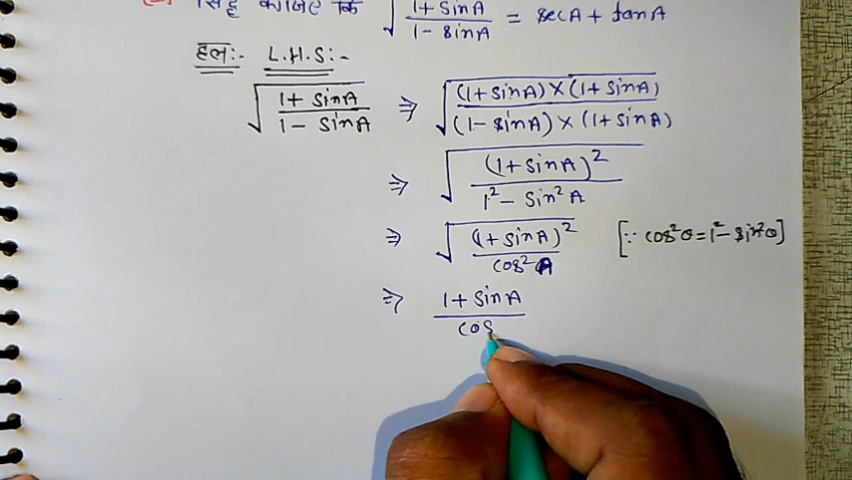 सिद्ध कीजिए कि √(1+SinA)/(1-SinA) = SecA + tanA
हल:- L.H.S:-
√(1+SinA)/(1-SinA) ⇒ √((1+SinA)×(1+SinA))/((1-SinA)×(1+SinA))
⇒ √(1+SinA)²/(1²-Sin²A)
⇒ √(1+SinA)²/(cos²A) [∵ cos²θ=1²-Sin²θ]
⇒ (1+SinA)/(cos